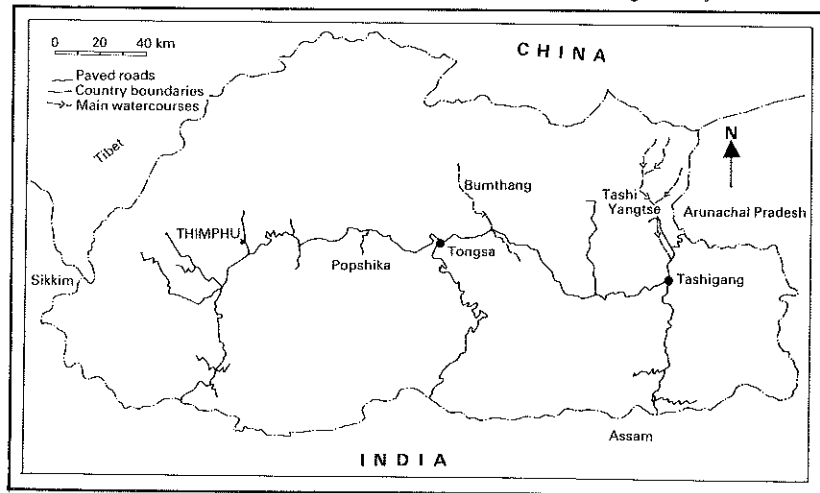 0 20 40 km
Paved roads
Country boundaries
Main watercourses
CHINA
N
Tibet
Bumthang
Tashi
Yangtse
Arunachal Pradesh
THIMPHU
Tongsa
Popshika
Sikkim
Tashigang
Assam
INDIA